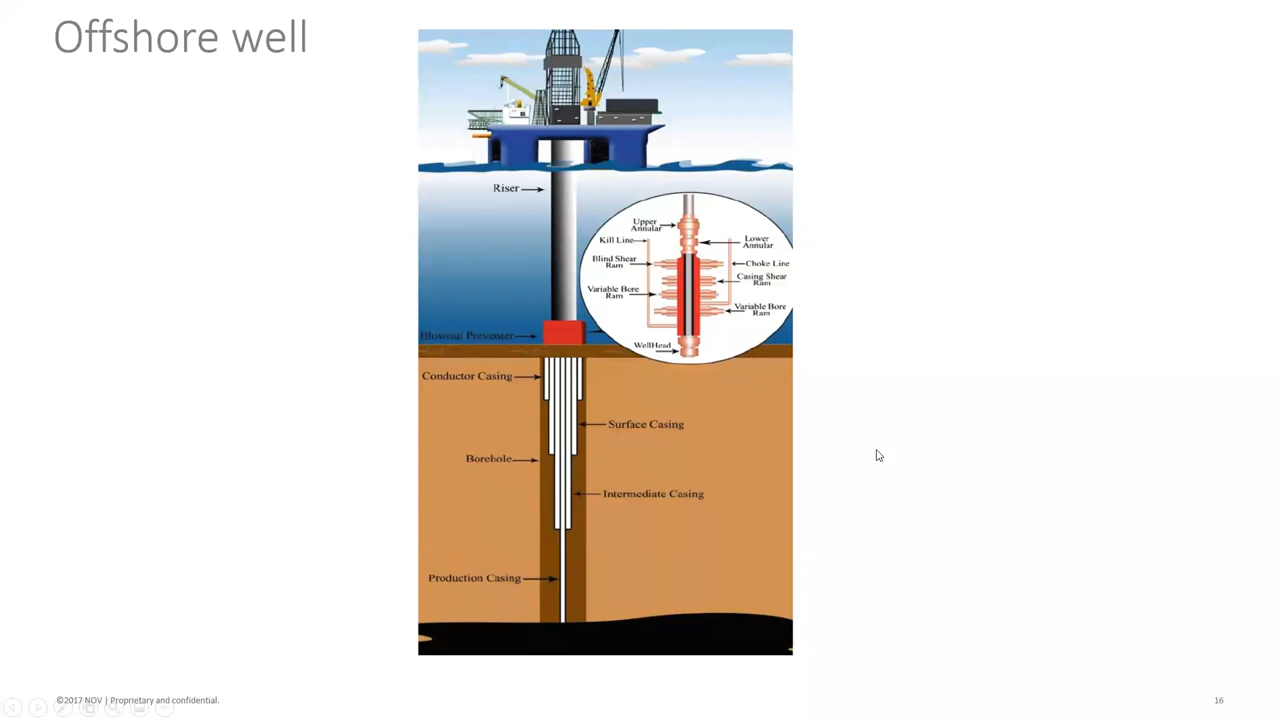 Offshore well
Riser
Upper
Annular
Kill Line
Lower
Annular
Blind Shear
Ram
Choke Line
Casing Shear
Ram
Variable Bore
Ram
Variable Bore
Ram
WellHead
Blowout Preventer
Conductor Casing
Surface Casing
Borehole
Intermediate Casing
Production Casing
©2017 NOV | Proprietary and confidential.
16